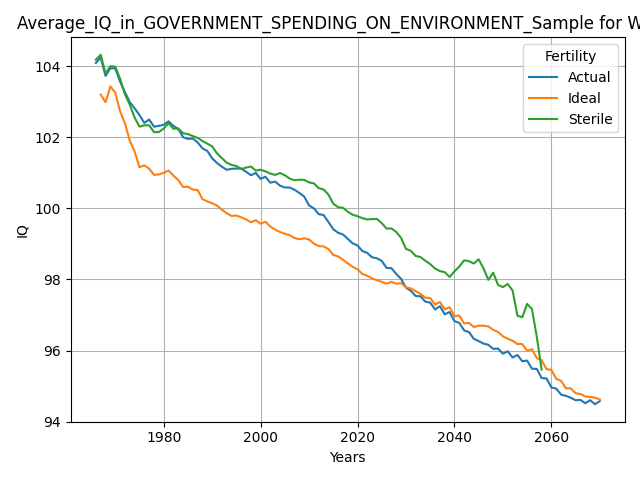 Average_IQ_in_GOVERNMENT_SPENDING_ON_ENVIRONMENT_Sample for W
Fertility
Actual
Ideal
Sterile
104
102
100
98
96
94
IQ
1980 2000 2020 2040 2060
Years